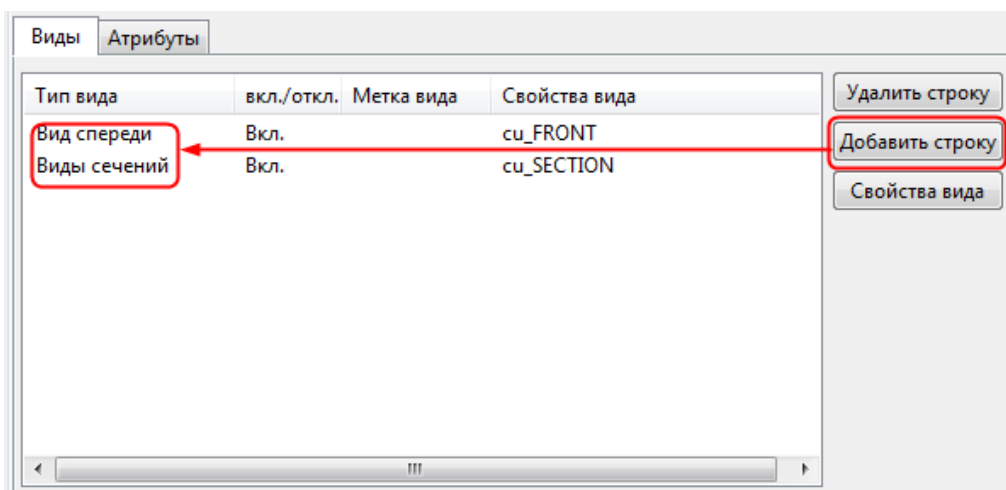 Виды Атрибуты
Тип вида вкл./откл. Метка вида Свойства вида Удалить строку
Вид спереди Вкл. cu_FRONT Добавить строку
Виды сечений Вкл. cu_SECTION
Свойства вида